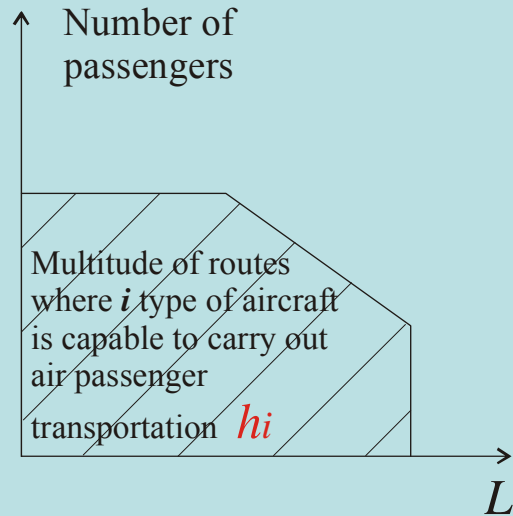 Number of
passengers
Multitude of routes
where i type of aircraft
is capable to carry out
air passenger
transportation hi
L